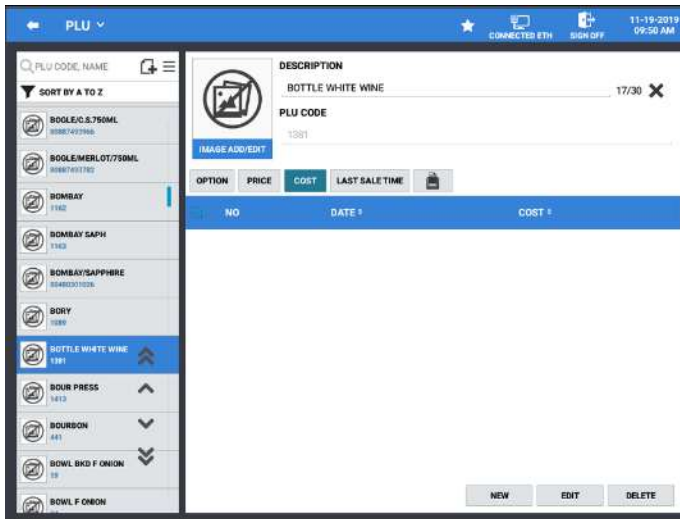 PLU
CONNECTED ETH
SIGN OFF
11-19-2019
09:50 AM
PLU CODE, NAME
SORT BY A TO Z
BOGLE/C.S.750ML
BOGLE/MERLOT/750ML
BOMBAY
1162
BOMBAY SAPH
1163
BOMBAY/SAPPHIRE
BORY
1089
BOTTLE WHITE WINE
1381
BOUR PRESS
1413
BOURBON
441
BOWL BKD F ONION
19
BOWL F ONION
IMAGE ADD/EDIT
DESCRIPTION
BOTTLE WHITE WINE
17/30
PLU CODE
1381
OPTION
PRICE
COST
LAST SALE TIME
NO
DATE
COST
NEW
EDIT
DELETE